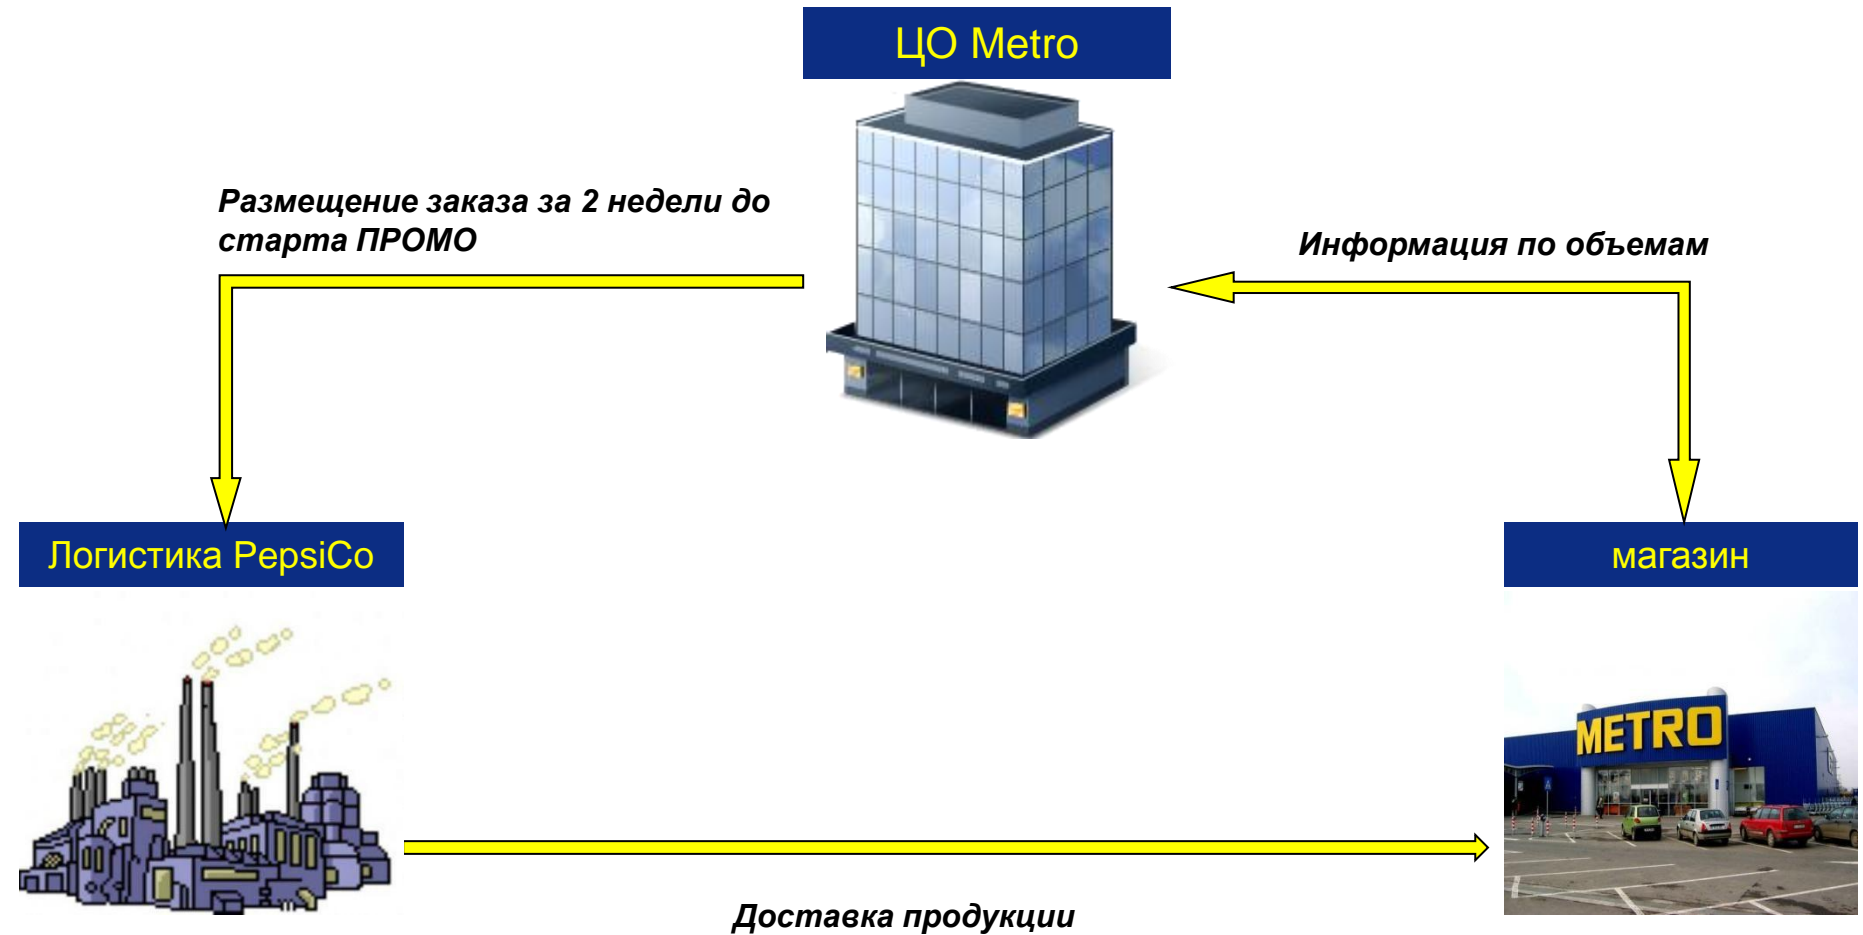 ЦО Metro
Размещение заказа за 2 недели до
старта ПРОМО
Информация по объемам
Логистика PepsiCo
магазин
METRO
Доставка продукции